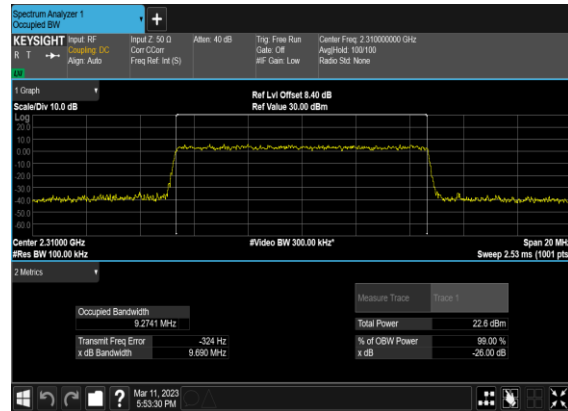 Spectrum Analyzer 1
Occupied BW
+
KEYSIGHT Input: RF Input Z: 50 Ω Atten: 40 dB Trig: Free Run Center Freq: 2.310000000 GHz
R T Coupling: DC Corr CCorr Gate: Off Avg|Hold: 100/100
Align: Auto Freq Ref: Int (S) #IF Gain: Low Radio Std: None
LXI
1 Graph
Ref Lvl Offset 8.40 dB
Scale/Div 10.0 dB Ref Value 30.00 dBm
Log
20.0
10.0
0.00
-10.0
-20.0
-30.0
-40.0
-50.0
-60.0
Center 2.31000 GHz #Video BW 300.00 kHz* Span 20 MHz
#Res BW 100.00 kHz Sweep 2.53 ms (1001 pts
2 Metrics
Measure Trace Trace 1
Occupied Bandwidth
9.2741 MHz Total Power 22.6 dBm
Transmit Freq Error -324 Hz % of OBW Power 99.00 %
x dB Bandwidth 9.690 MHz x dB -26.00 dB
? Mar 11, 2023
5:53:30 PM